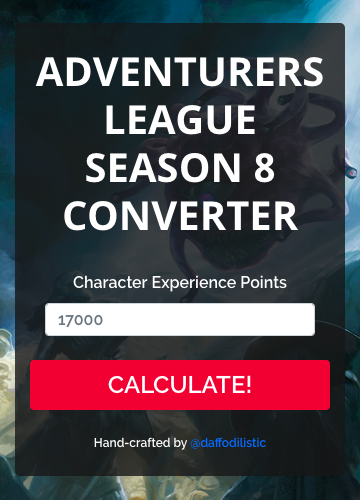 ADVENTURERS
LEAGUE
SEASON 8
CONVERTER
Character Experience Points
17000
CALCULATE!
Hand-crafted by @daffodilistic